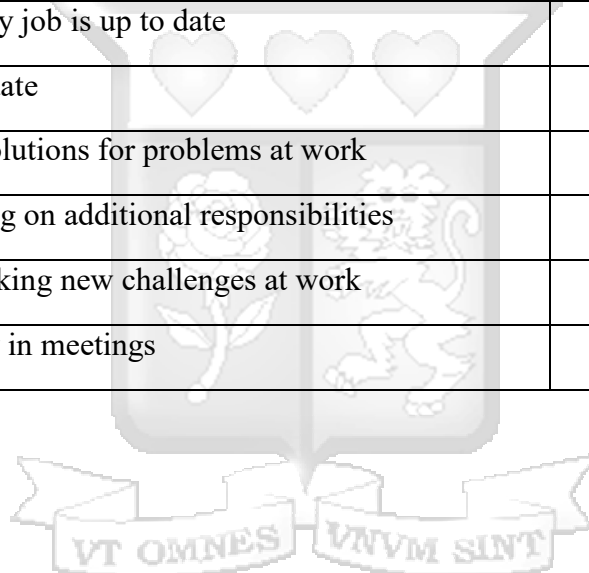 y job is up to date
ate
lutions for problems at work
g on additional responsibilities
king new challenges at work
in meetings
VT OMNES VNVM SINT